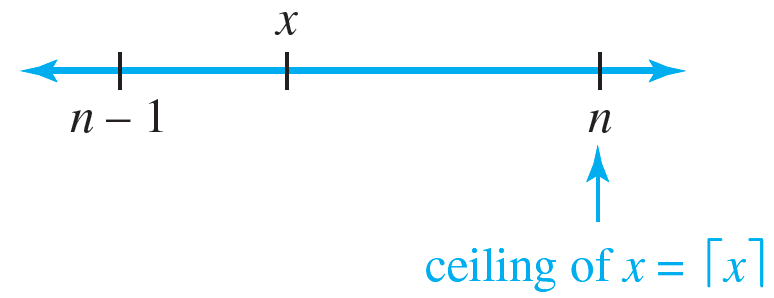 x
n – 1 n
ceiling of x = ⌈x⌉